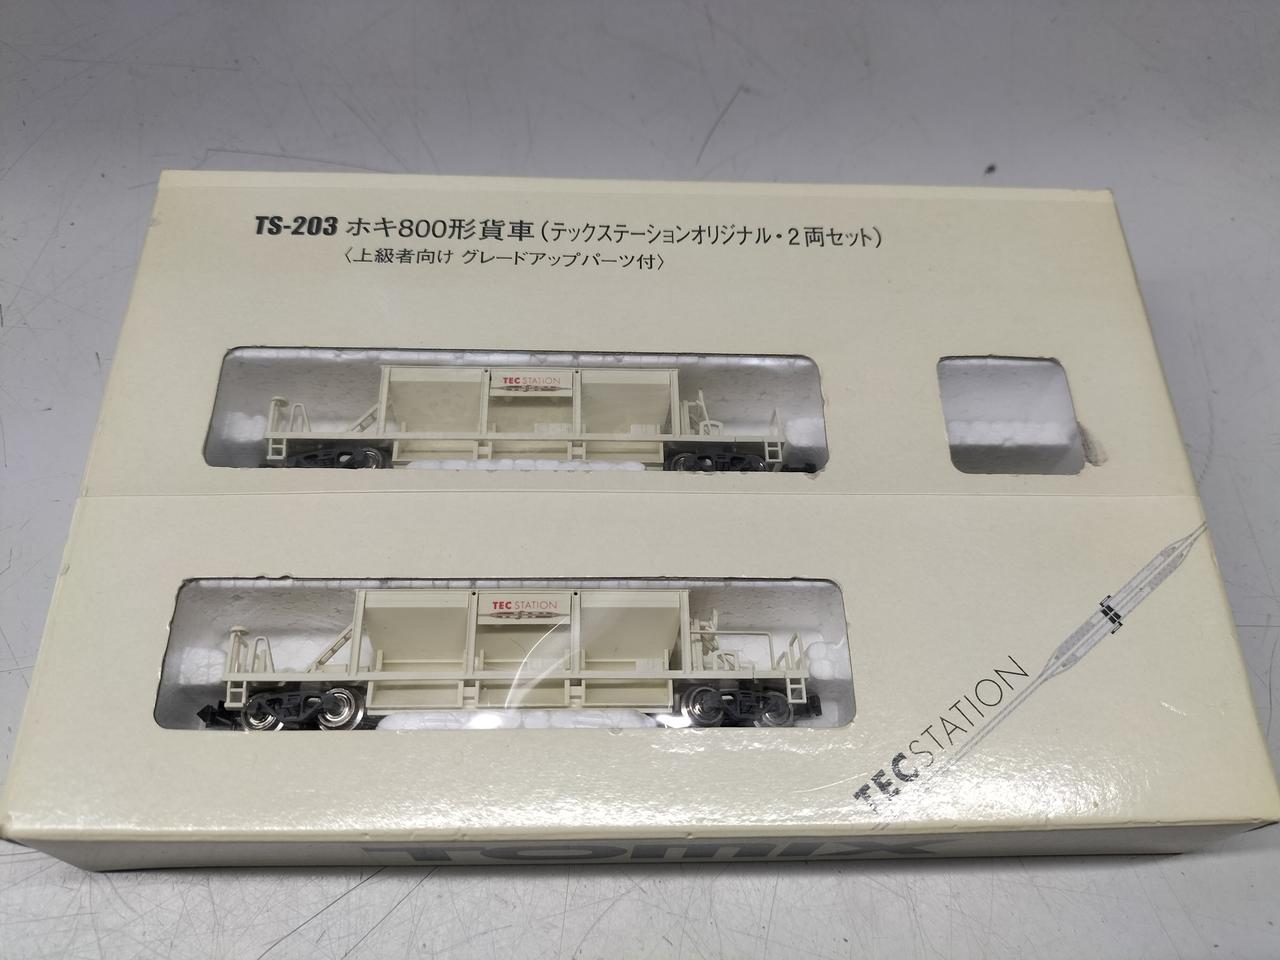 TS-203 ホキ800形貨車(テックステーションオリジナル・2両セット)
〈上級者向け グレードアップパーツ付〉
TEC STATION
TEC STATION
TECSTATION
TOMIX